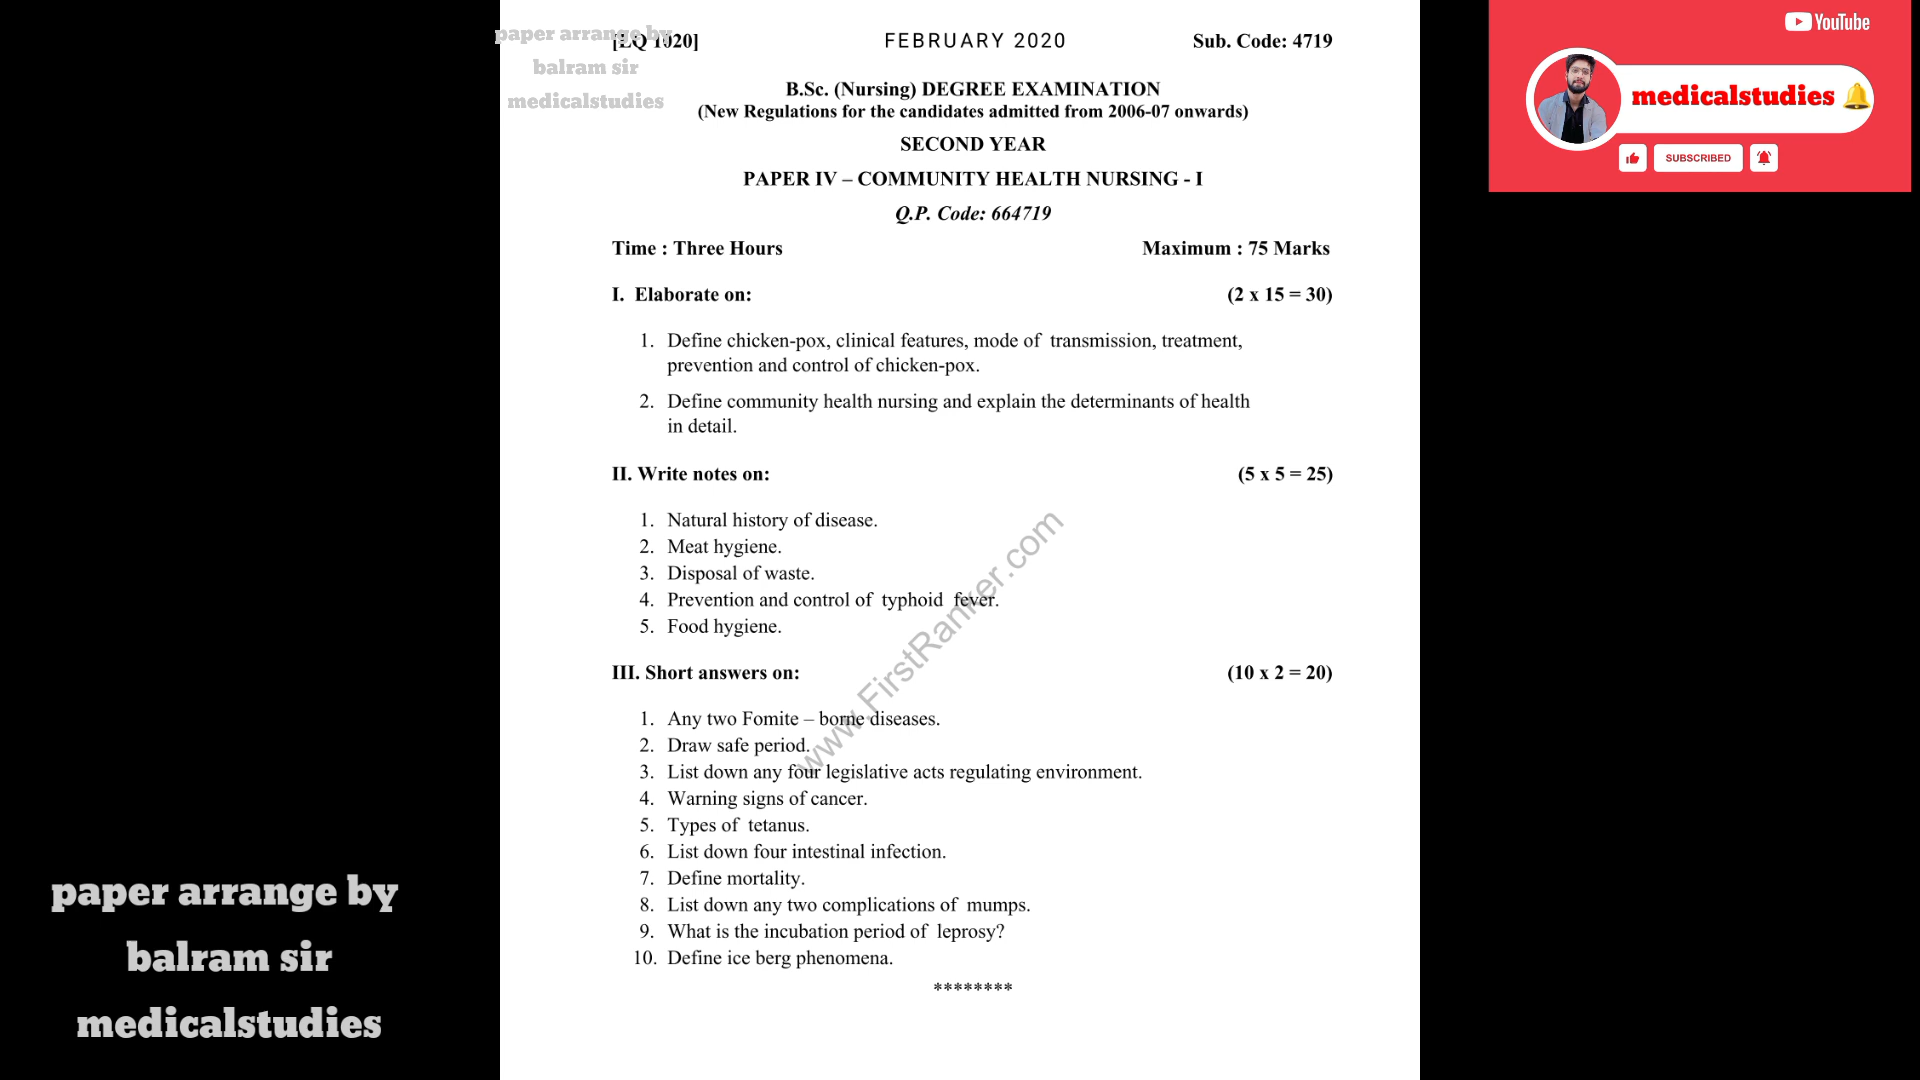 paper arrange by
balram sir
medicalstudies
[LQ 1020] FEBRUARY 2020 Sub. Code: 4719
B.Sc. (Nursing) DEGREE EXAMINATION
(New Regulations for the candidates admitted from 2006-07 onwards)
SECOND YEAR
PAPER IV – COMMUNITY HEALTH NURSING - I
Q.P. Code: 664719
Time : Three Hours Maximum : 75 Marks
I. Elaborate on: (2 x 15 = 30)
1. Define chicken-pox, clinical features, mode of transmission, treatment,
prevention and control of chicken-pox.
2. Define community health nursing and explain the determinants of health
in detail.
II. Write notes on: (5 x 5 = 25)
1. Natural history of disease.
2. Meat hygiene.
3. Disposal of waste.
4. Prevention and control of typhoid fever.
5. Food hygiene.
III. Short answers on: (10 x 2 = 20)
1. Any two Fomite – borne diseases.
2. Draw safe period.
3. List down any four legislative acts regulating environment.
4. Warning signs of cancer.
5. Types of tetanus.
6. List down four intestinal infection.
7. Define mortality.
8. List down any two complications of mumps.
9. What is the incubation period of leprosy?
10. Define ice berg phenomena.
********
www.FirstRanker.com
YouTube
medicalstudies
SUBSCRIBED
paper arrange by
balram sir
medicalstudies